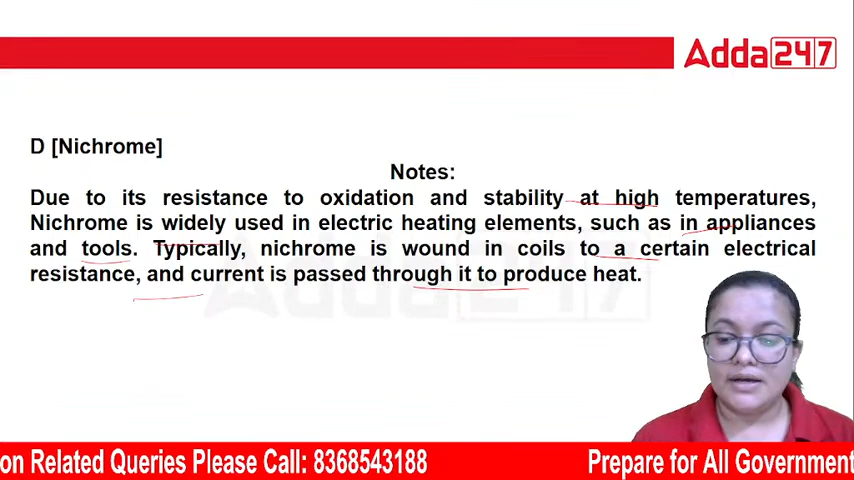 Adda 247
D [Nichrome]
Notes:
Due to its resistance to oxidation and stability at high temperatures,
Nichrome is widely used in electric heating elements, such as in appliances
and tools. Typically, nichrome is wound in coils to a certain electrical
resistance, and current is passed through it to produce heat.
Adda247
on Related Queries Please Call: 8368543188 Prepare for All Government